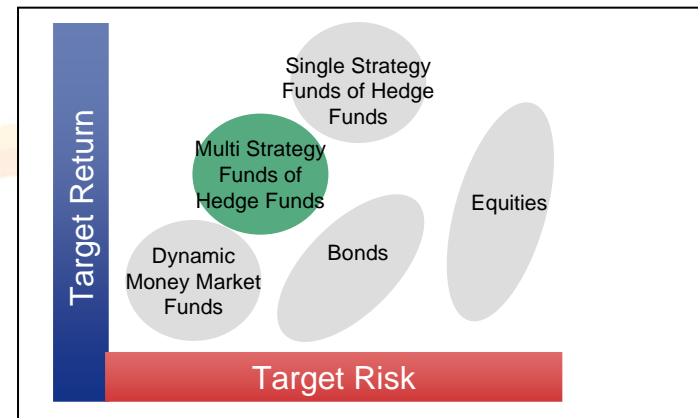 Target Return
Single Strategy
Funds of Hedge
Funds
Multi Strategy
Funds of
Hedge Funds
Equities
Bonds
Dynamic
Money Market
Funds
Target Risk